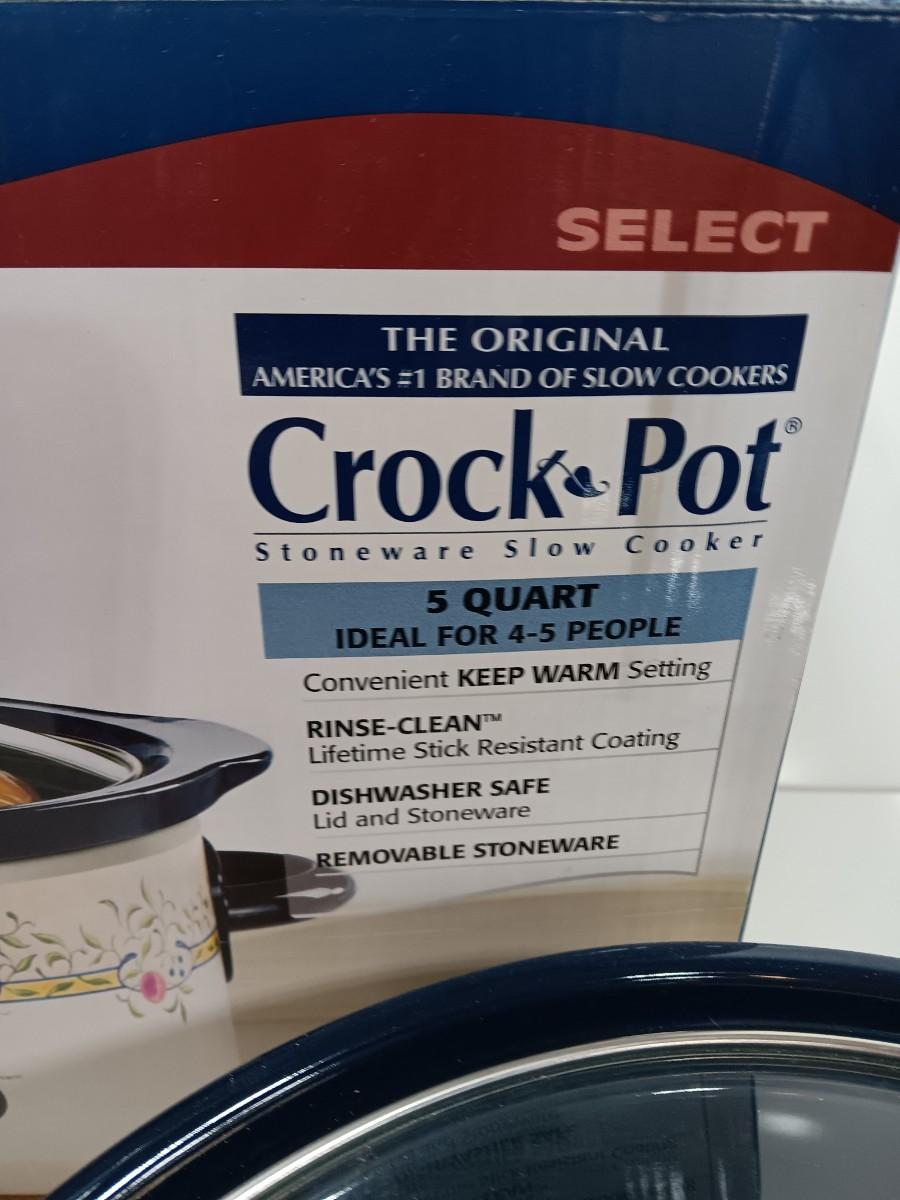 SELECT
THE ORIGINAL
AMERICA'S #1 BRAND OF SLOW COOKERS
Crock-Pot®
Stoneware Slow Cooker
5 QUART
IDEAL FOR 4-5 PEOPLE
Convenient KEEP WARM Setting
RINSE-CLEAN™
Lifetime Stick Resistant Coating
DISHWASHER SAFE
Lid and Stoneware
REMOVABLE STONEWARE